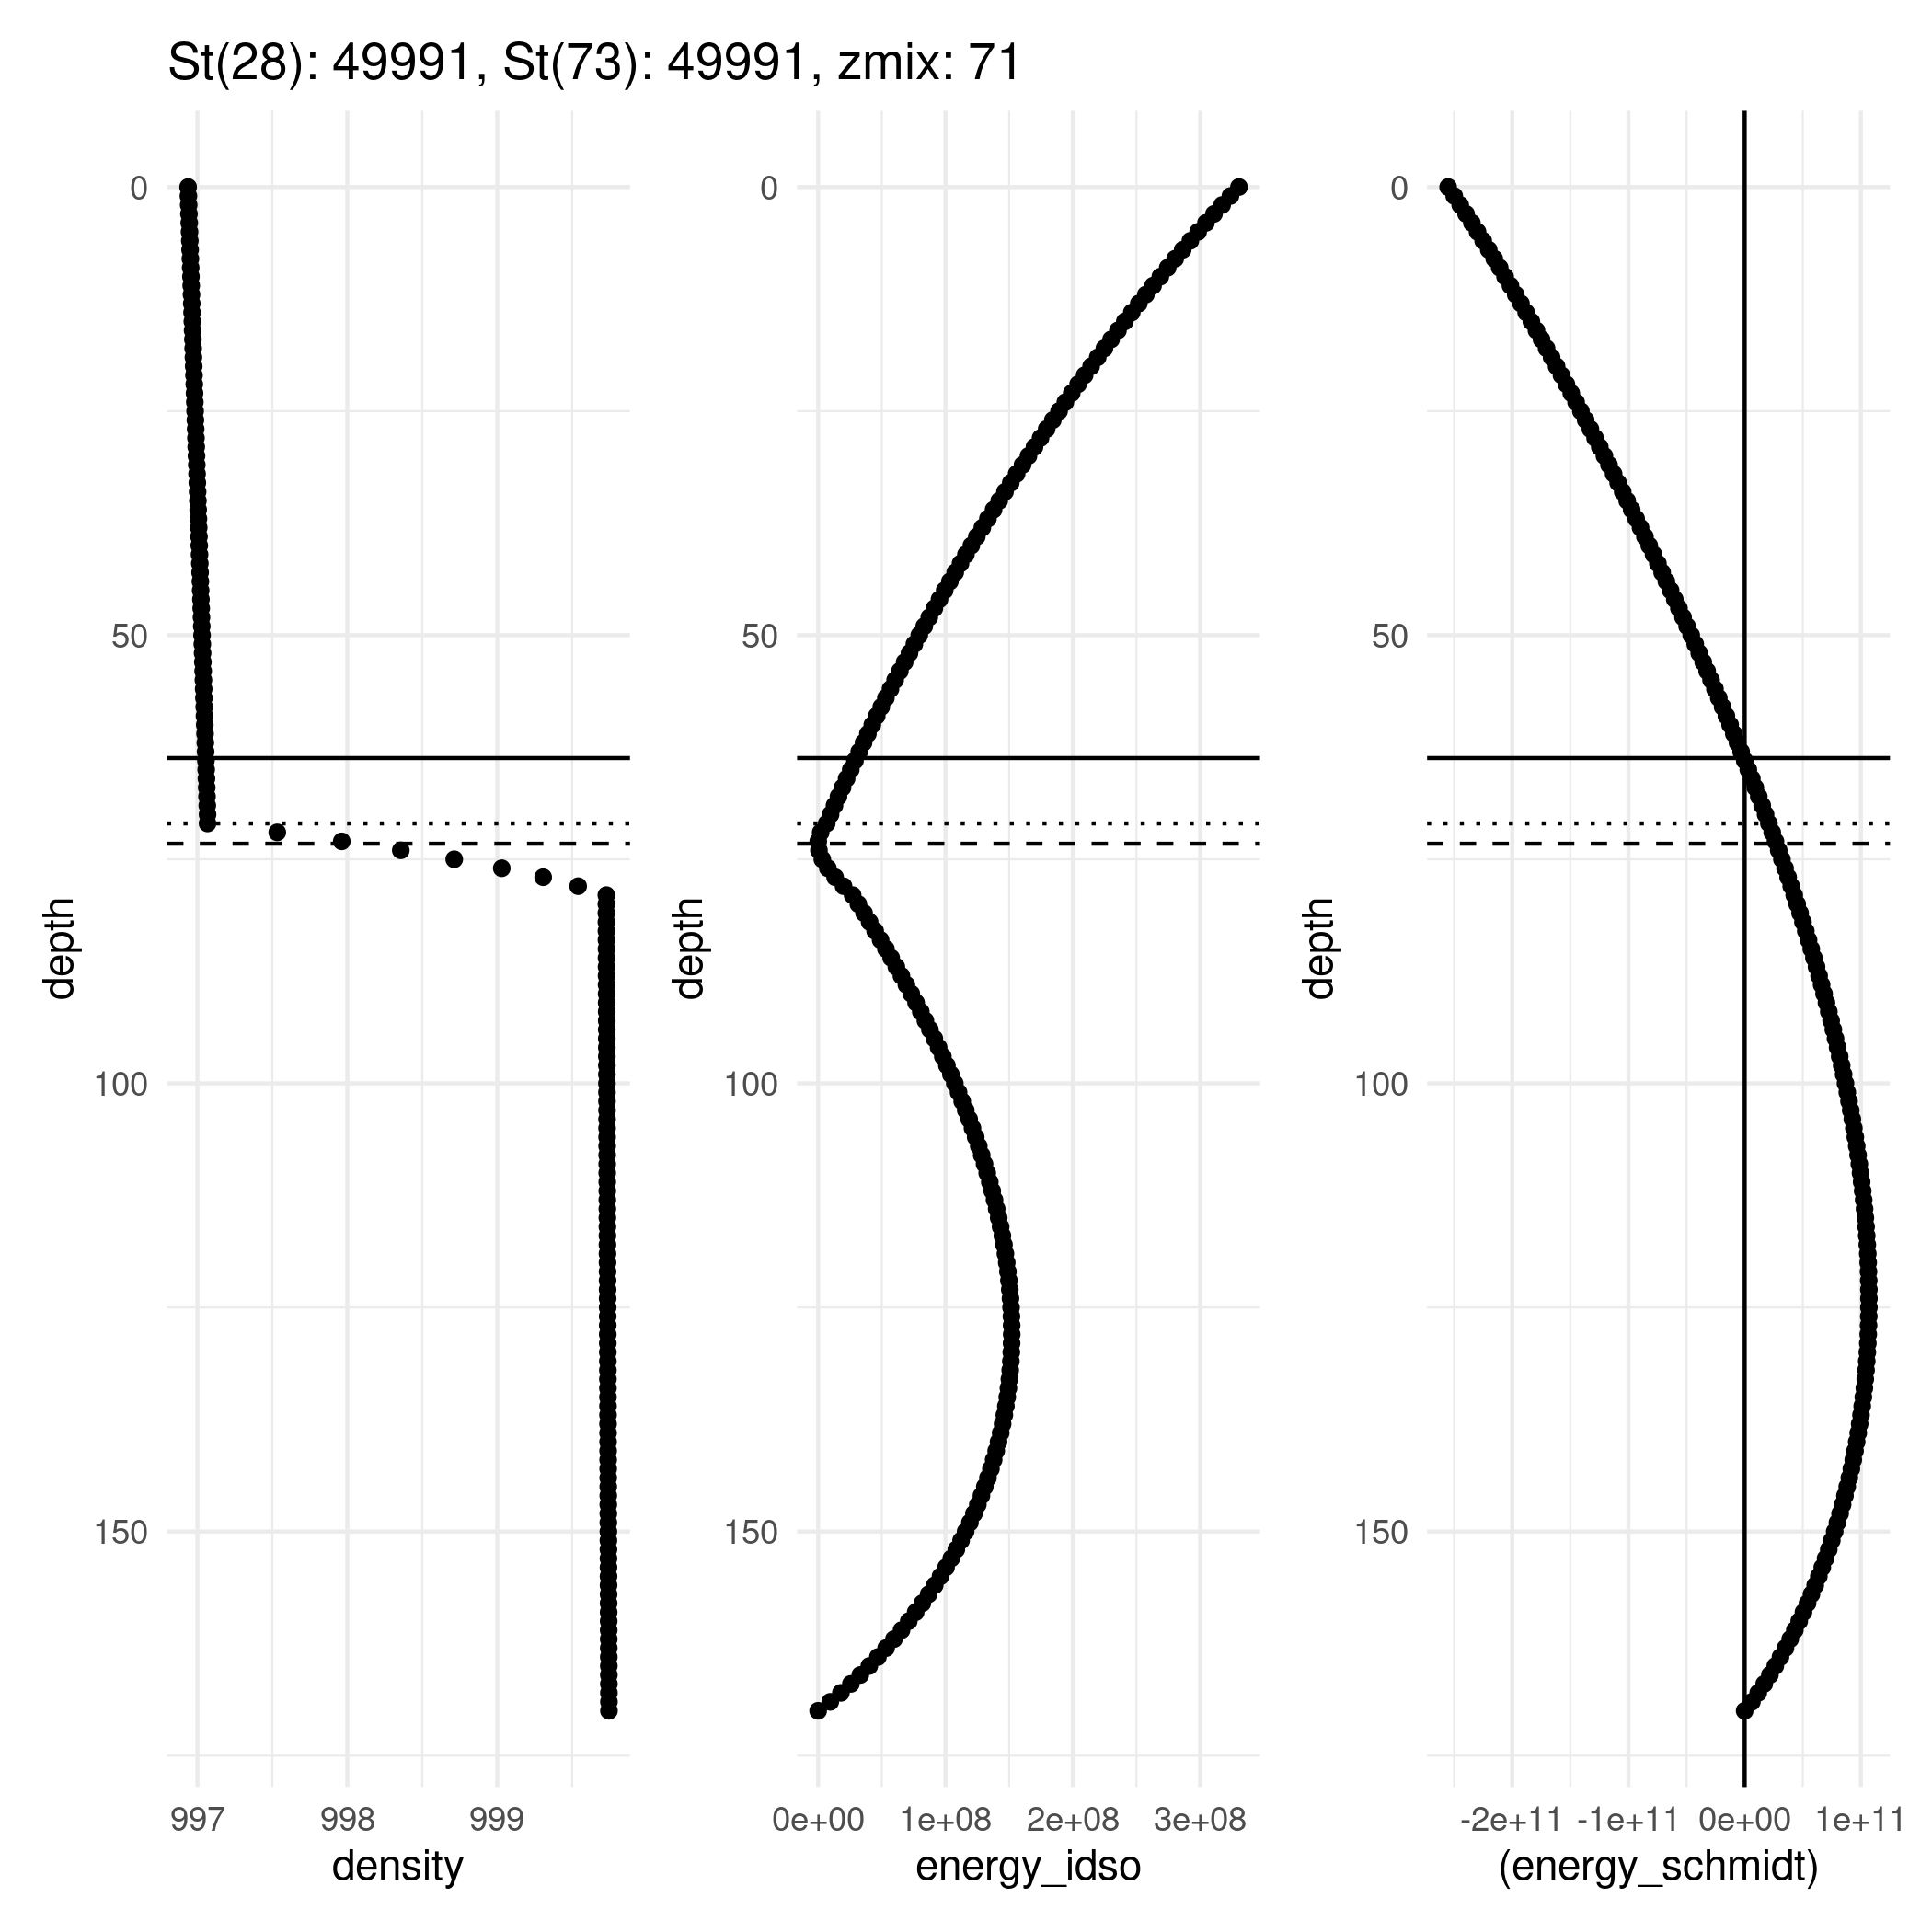 St(28): 49991, St(73): 49991, zmix: 71
0
50
100
150
depth
997 998 999
density
0
50
100
150
depth
0e+00 1e+08 2e+08 3e+08
energy_idso
0
50
100
150
depth
-2e+11 -1e+11 0e+00 1e+11
(energy_schmidt)